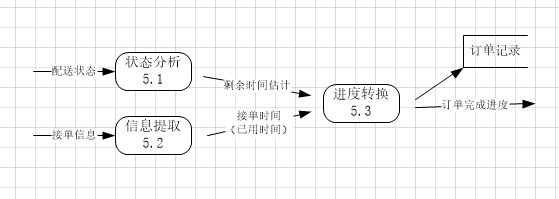 配送状态
状态分析
5.1
剩余时间估计
接单信息
信息提取
5.2
接单时间
（已用时间）
进度转换
5.3
订单记录
订单完成进度